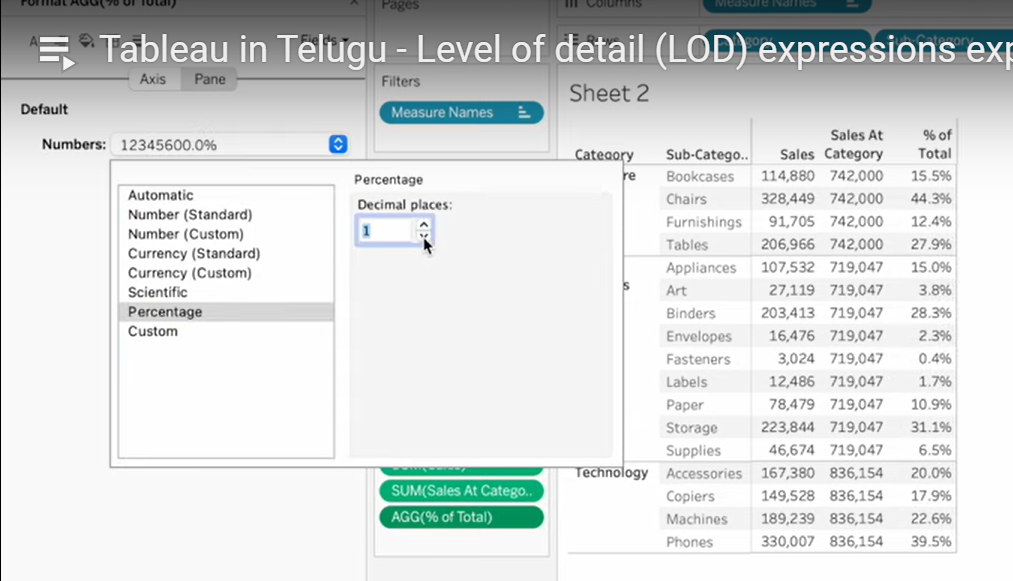 Format AGG(% of Total)
Pages
Columns
Measure Names
Tableau in Telugu - Level of detail (LOD) expressions exp
Fields
Rows
Category
Sub-Category
Axis Pane
Filters
Measure Names
Sheet 2
Default
Numbers: 12345600.0%
Automatic
Number (Standard)
Number (Custom)
Currency (Standard)
Currency (Custom)
Scientific
Percentage
Custom
Percentage
Decimal places:
1
SUM(Sales)
SUM(Sales At Catego..
AGG(% of Total)
Category Sub-Catego.. Sales Sales At Category % of Total
re Bookcases 114,880 742,000 15.5%
Chairs 328,449 742,000 44.3%
Furnishings 91,705 742,000 12.4%
Tables 206,966 742,000 27.9%
Appliances 107,532 719,047 15.0%
s Art 27,119 719,047 3.8%
Binders 203,413 719,047 28.3%
Envelopes 16,476 719,047 2.3%
Fasteners 3,024 719,047 0.4%
Labels 12,486 719,047 1.7%
Paper 78,479 719,047 10.9%
Storage 223,844 719,047 31.1%
Supplies 46,674 719,047 6.5%
Technology Accessories 167,380 836,154 20.0%
Copiers 149,528 836,154 17.9%
Machines 189,239 836,154 22.6%
Phones 330,007 836,154 39.5%